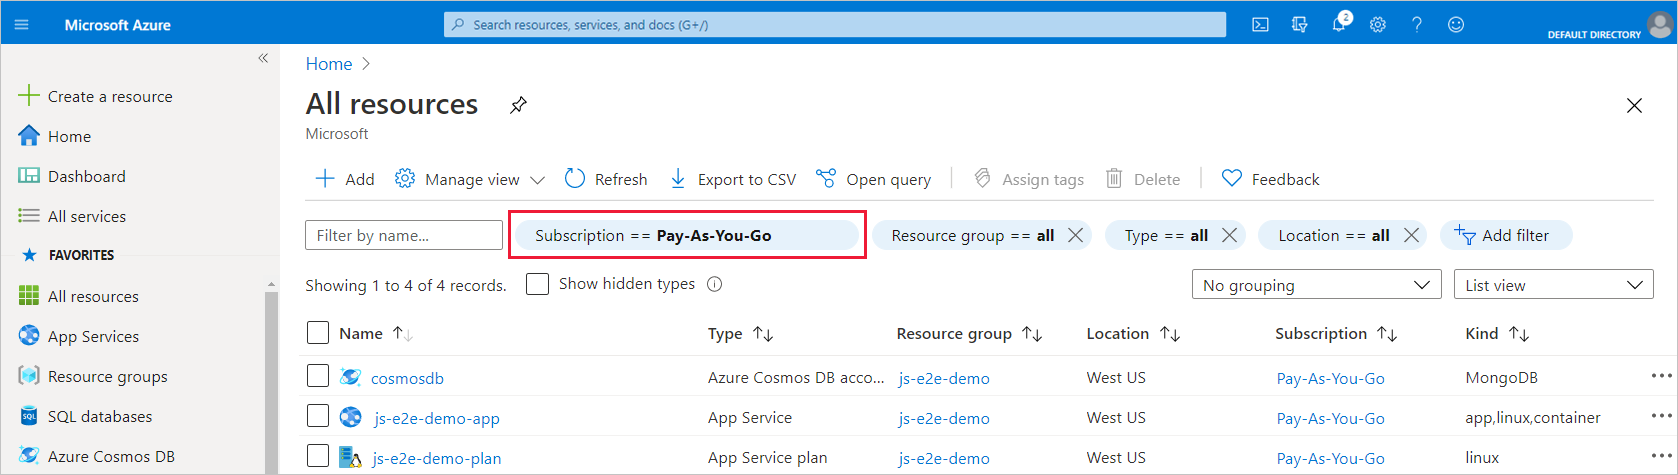 Microsoft Azure
Search resources, services, and docs (G+/)
2
DEFAULT DIRECTORY
«
Create a resource
Home
Dashboard
All services
FAVORITES
All resources
App Services
Resource groups
SQL databases
Azure Cosmos DB
Home >
All resources
Microsoft
Add
Manage view
Refresh
Export to CSV
Open query
Assign tags
Delete
Feedback
Filter by name...
Subscription == Pay-As-You-Go
Resource group == all
Type == all
Location == all
Add filter
Showing 1 to 4 of 4 records.
Show hidden types
No grouping
List view
Name Type Resource group Location Subscription Kind
cosmosdb Azure Cosmos DB acco... js-e2e-demo West US Pay-As-You-Go MongoDB
js-e2e-demo-app App Service js-e2e-demo West US Pay-As-You-Go app,linux,container
js-e2e-demo-plan App Service plan js-e2e-demo West US Pay-As-You-Go linux